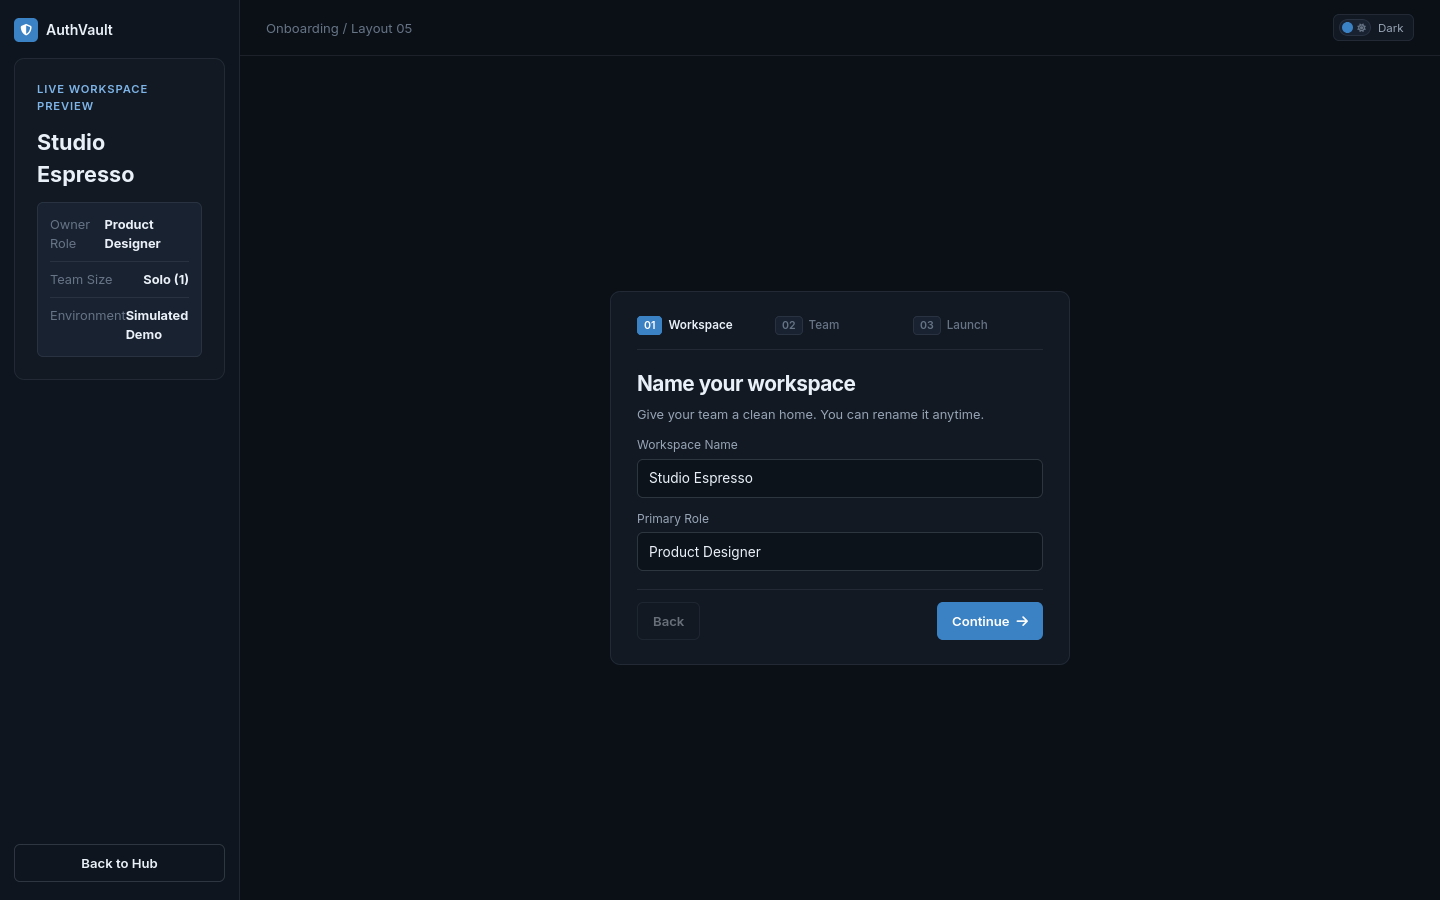 AuthVault
LIVE WORKSPACE
PREVIEW
Studio
Espresso
Owner Product
Role Designer
Team Size Solo (1)
Environment Simulated
Demo
Back to Hub
Onboarding / Layout 05
Dark
01 Workspace 02 Team 03 Launch
Name your workspace
Give your team a clean home. You can rename it anytime.
Workspace Name
Studio Espresso
Primary Role
Product Designer
Back Continue →